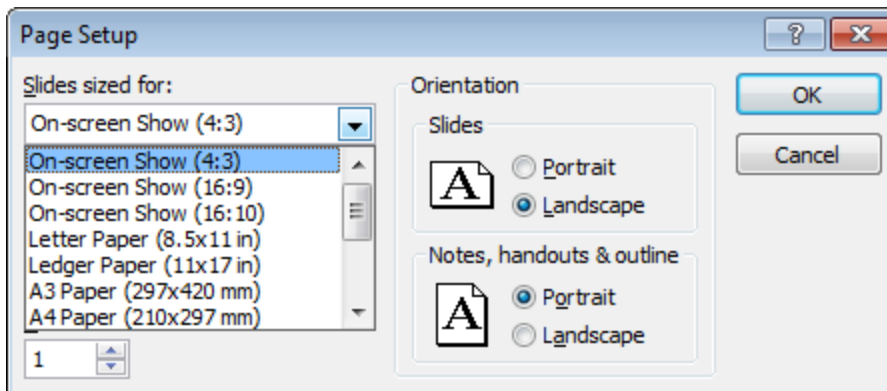 Page Setup
?
Slides sized for:
On-screen Show (4:3)
On-screen Show (4:3)
On-screen Show (16:9)
On-screen Show (16:10)
Letter Paper (8.5x11 in)
Ledger Paper (11x17 in)
A3 Paper (297x420 mm)
A4 Paper (210x297 mm)
1
Orientation
Slides
A
Portrait
Landscape
Notes, handouts & outline
A
Portrait
Landscape
OK
Cancel